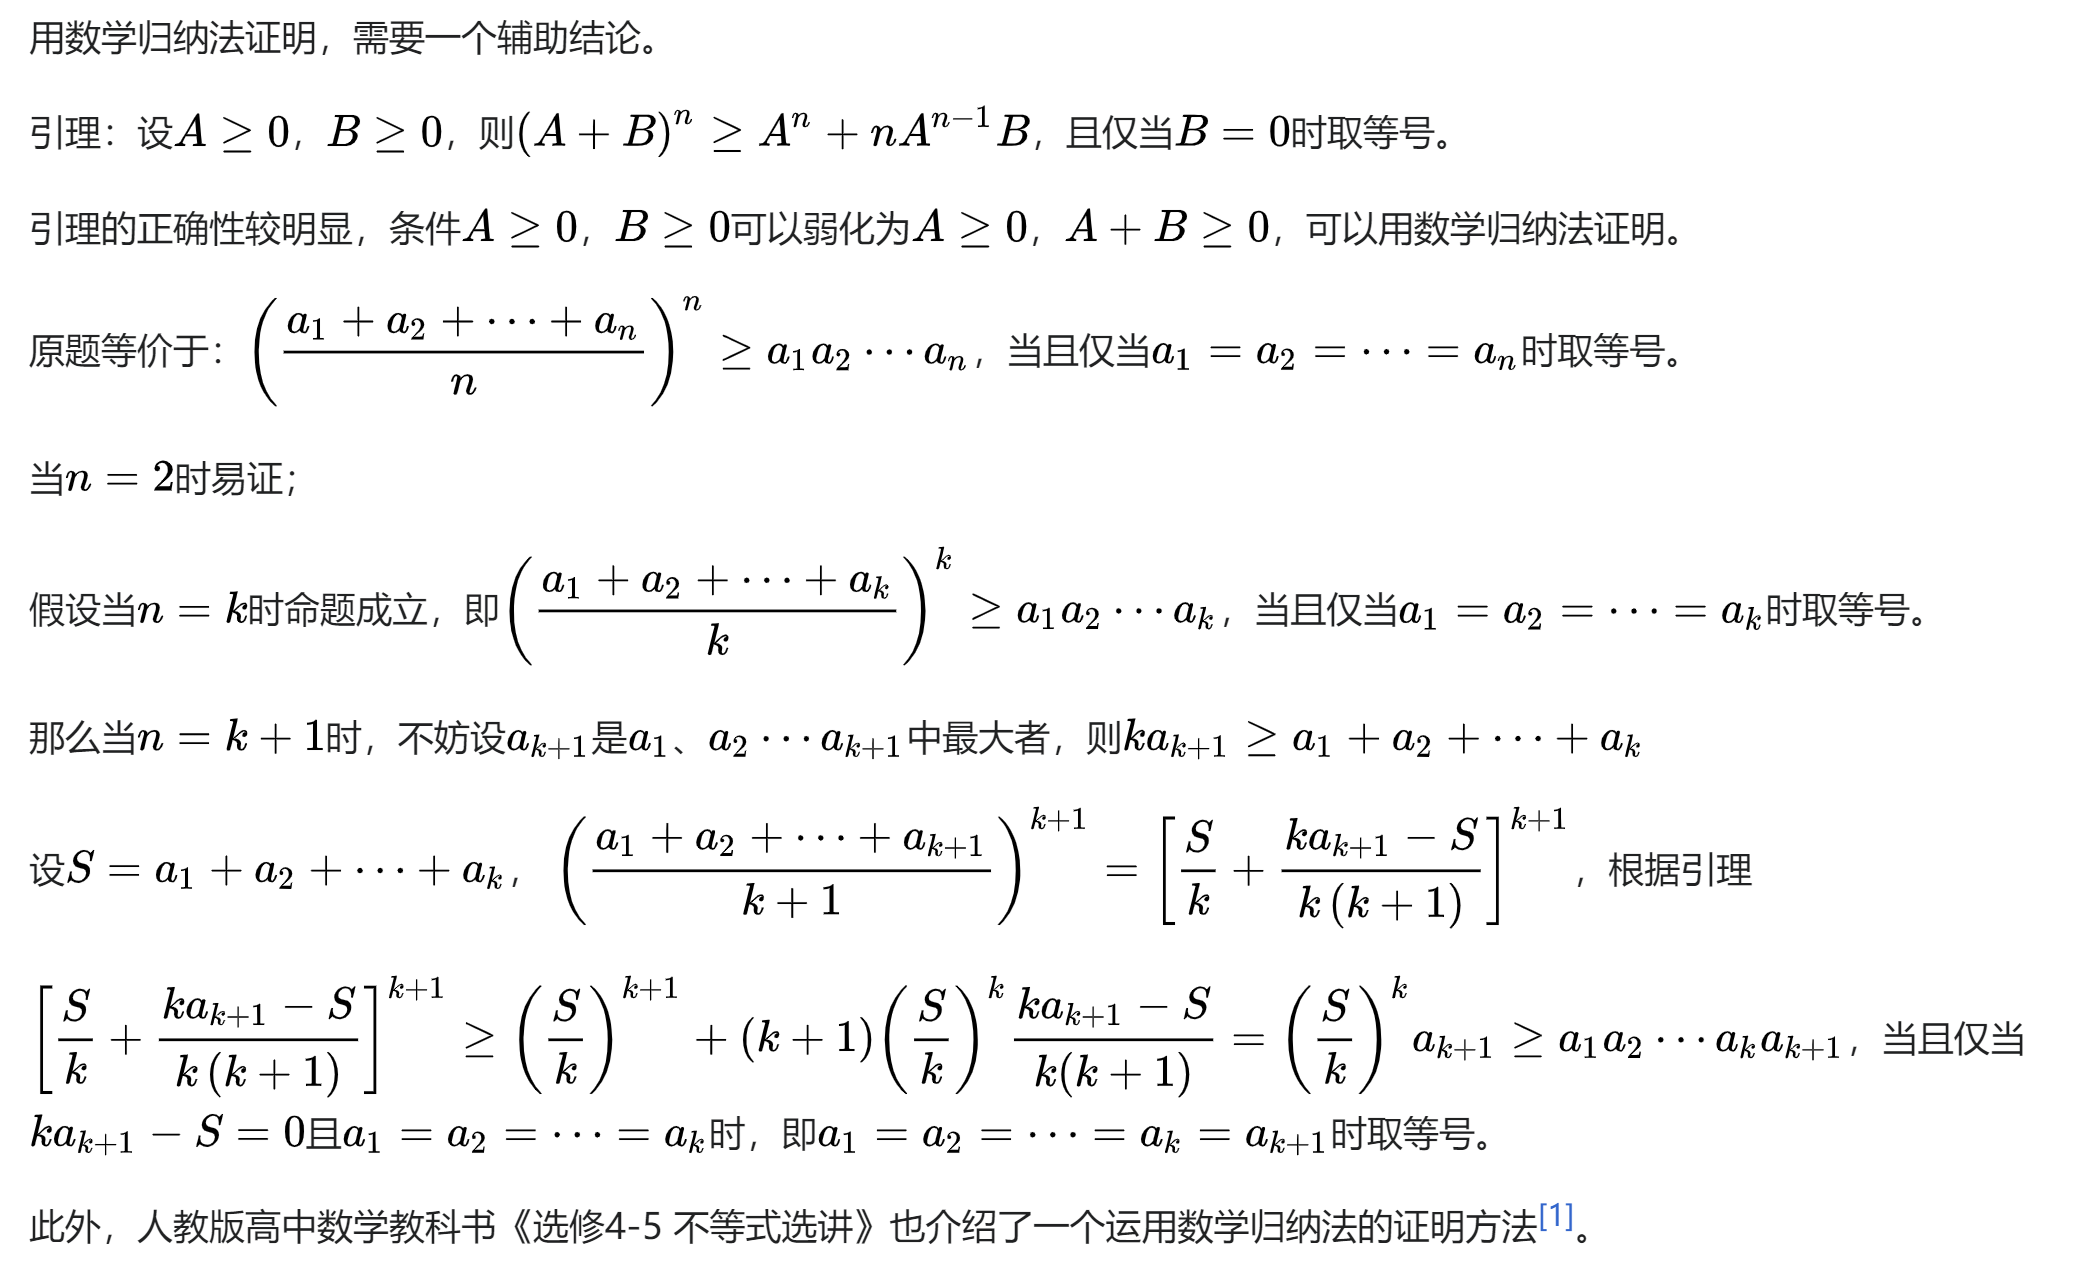 用数学归纳法证明，需要一个辅助结论。
引理：设$A \geq 0$，$B \geq 0$，则$(A+B)^n \geq A^n + nA^{n-1}B$，且仅当$B = 0$时取等号。
引理的正确性较明显，条件$A \geq 0$，$B \geq 0$可以弱化为$A \geq 0$，$A + B \geq 0$，可以用数学归纳法证明。
原题等价于：$\left(\frac{a_1 + a_2 + \cdots + a_n}{n}\right)^n \geq a_1 a_2 \cdots a_n$，当且仅当$a_1 = a_2 = \cdots = a_n$时取等号。
当$n = 2$时易证；
假设当$n = k$时命题成立，即$\left(\frac{a_1 + a_2 + \cdots + a_k}{k}\right)^k \geq a_1 a_2 \cdots a_k$，当且仅当$a_1 = a_2 = \cdots = a_k$时取等号。
那么当$n = k + 1$时，不妨设$a_{k+1}$是$a_1$、$a_2 \cdots a_{k+1}$中最大者，则$k a_{k+1} \geq a_1 + a_2 + \cdots + a_k$
设$S = a_1 + a_2 + \cdots + a_k$，$\left(\frac{a_1 + a_2 + \cdots + a_{k+1}}{k+1}\right)^{k+1} = \left[\frac{S}{k} + \frac{k a_{k+1} - S}{k(k+1)}\right]^{k+1}$，根据引理
$\left[\frac{S}{k} + \frac{k a_{k+1} - S}{k(k+1)}\right]^{k+1} \geq \left(\frac{S}{k}\right)^{k+1} + (k+1)\left(\frac{S}{k}\right)^k \frac{k a_{k+1} - S}{k(k+1)} = \left(\frac{S}{k}\right)^k a_{k+1} \geq a_1 a_2 \cdots a_k a_{k+1}$，当且仅当
$k a_{k+1} - S = 0$且$a_1 = a_2 = \cdots = a_k$时，即$a_1 = a_2 = \cdots = a_k = a_{k+1}$时取等号。
此外，人教版高中数学教科书《选修4-5 不等式选讲》也介绍了一个运用数学归纳法的证明方法[1]。